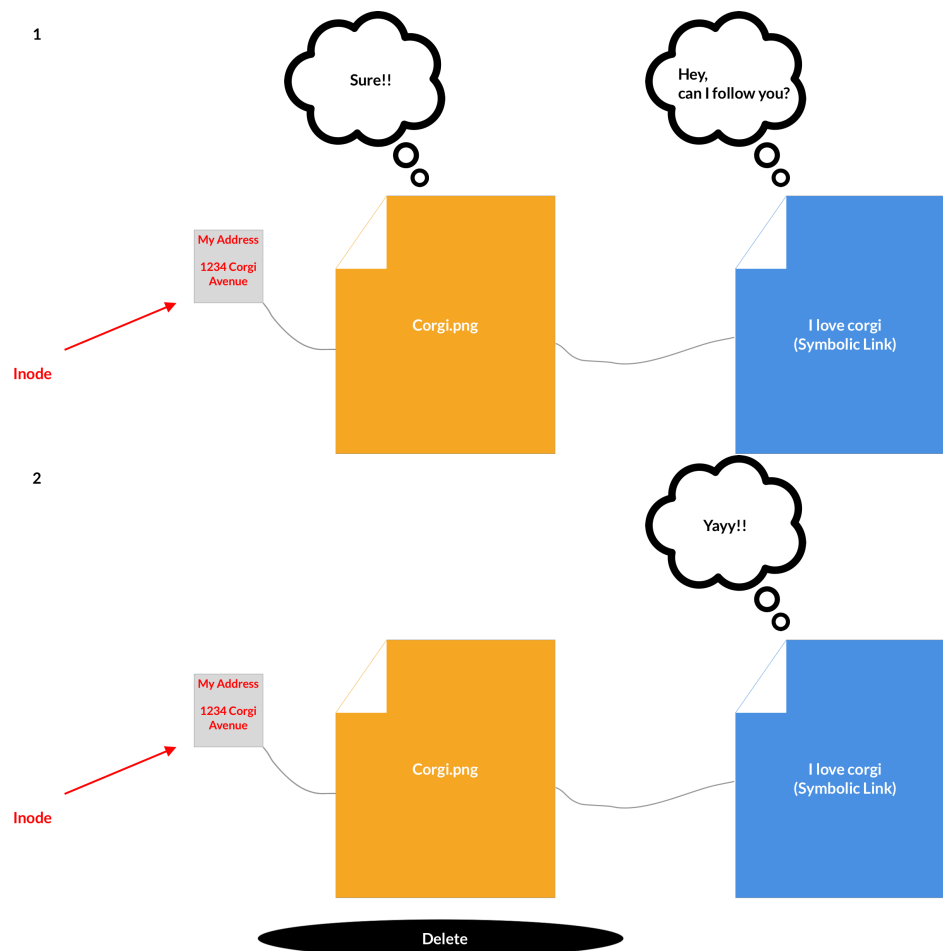 1
Sure!!
Hey,
can I follow you?
My Address
1234 Corgi
Avenue
Inode
Corgi.png
I love corgi
(Symbolic Link)
2
Yayy!!
My Address
1234 Corgi
Avenue
Inode
Corgi.png
I love corgi
(Symbolic Link)
Delete